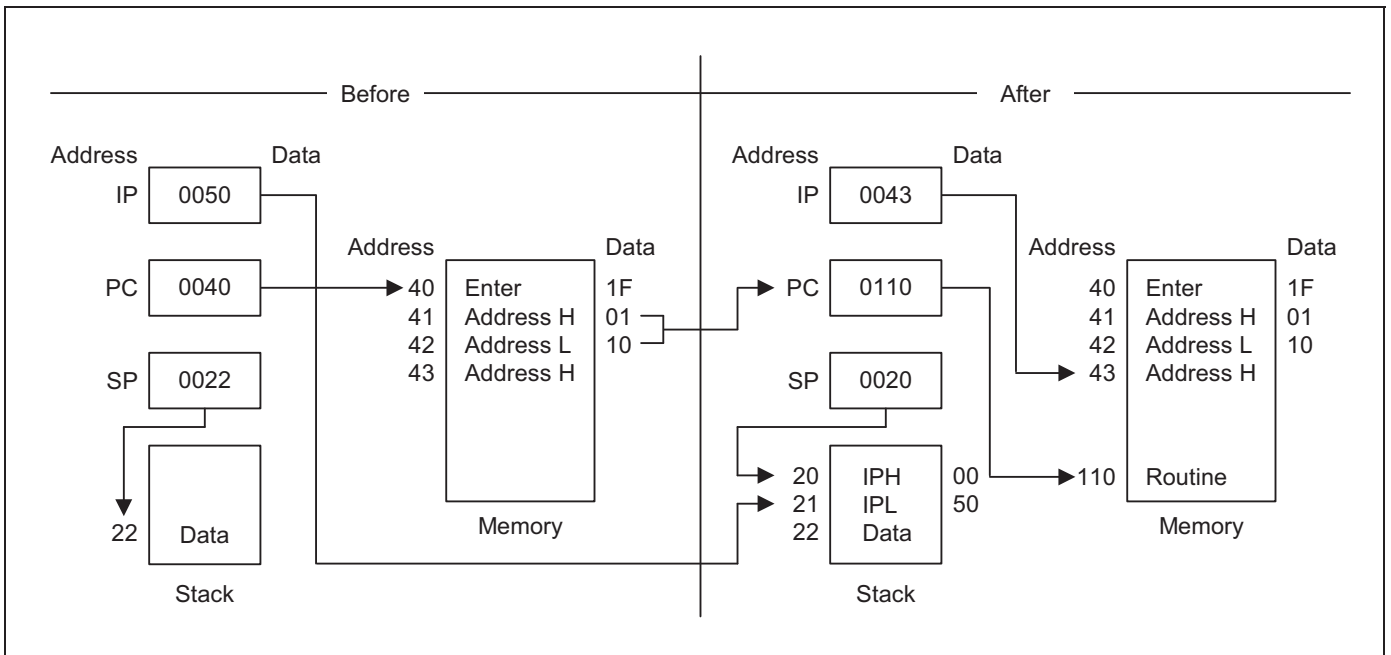 Before
Address Data
IP 0050
Address Data
PC 0040
40 Enter 1F
41 Address H 01
42 Address L 10
43 Address H
SP 0022
22 Data
Memory
Stack
After
Address Data
IP 0043
Address Data
PC 0110
40 Enter 1F
41 Address H 01
42 Address L 10
43 Address H
SP 0020
20 IPH 00
21 IPL 50
22 Data
110 Routine
Memory
Stack